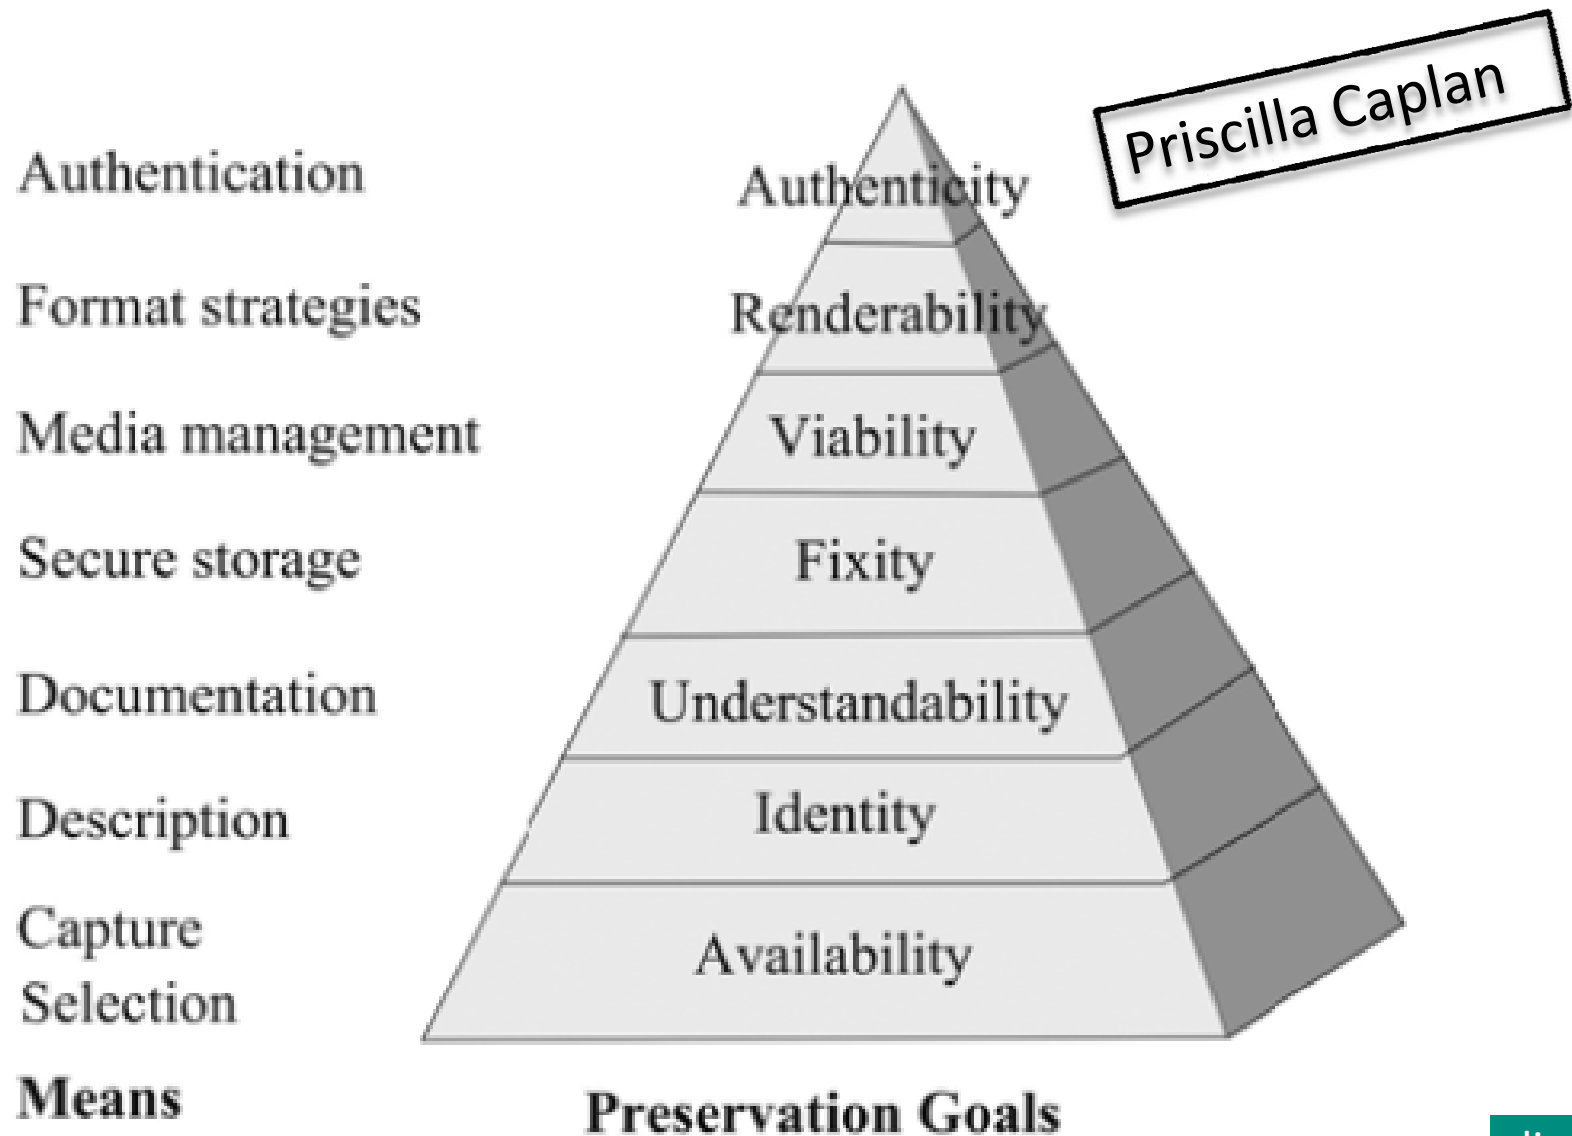 Priscilla Caplan
Authentication
Authenticity
Format strategies
Renderability
Media management
Viability
Secure storage
Fixity
Documentation
Understandability
Description
Identity
Capture
Selection
Availability
Means
Preservation Goals